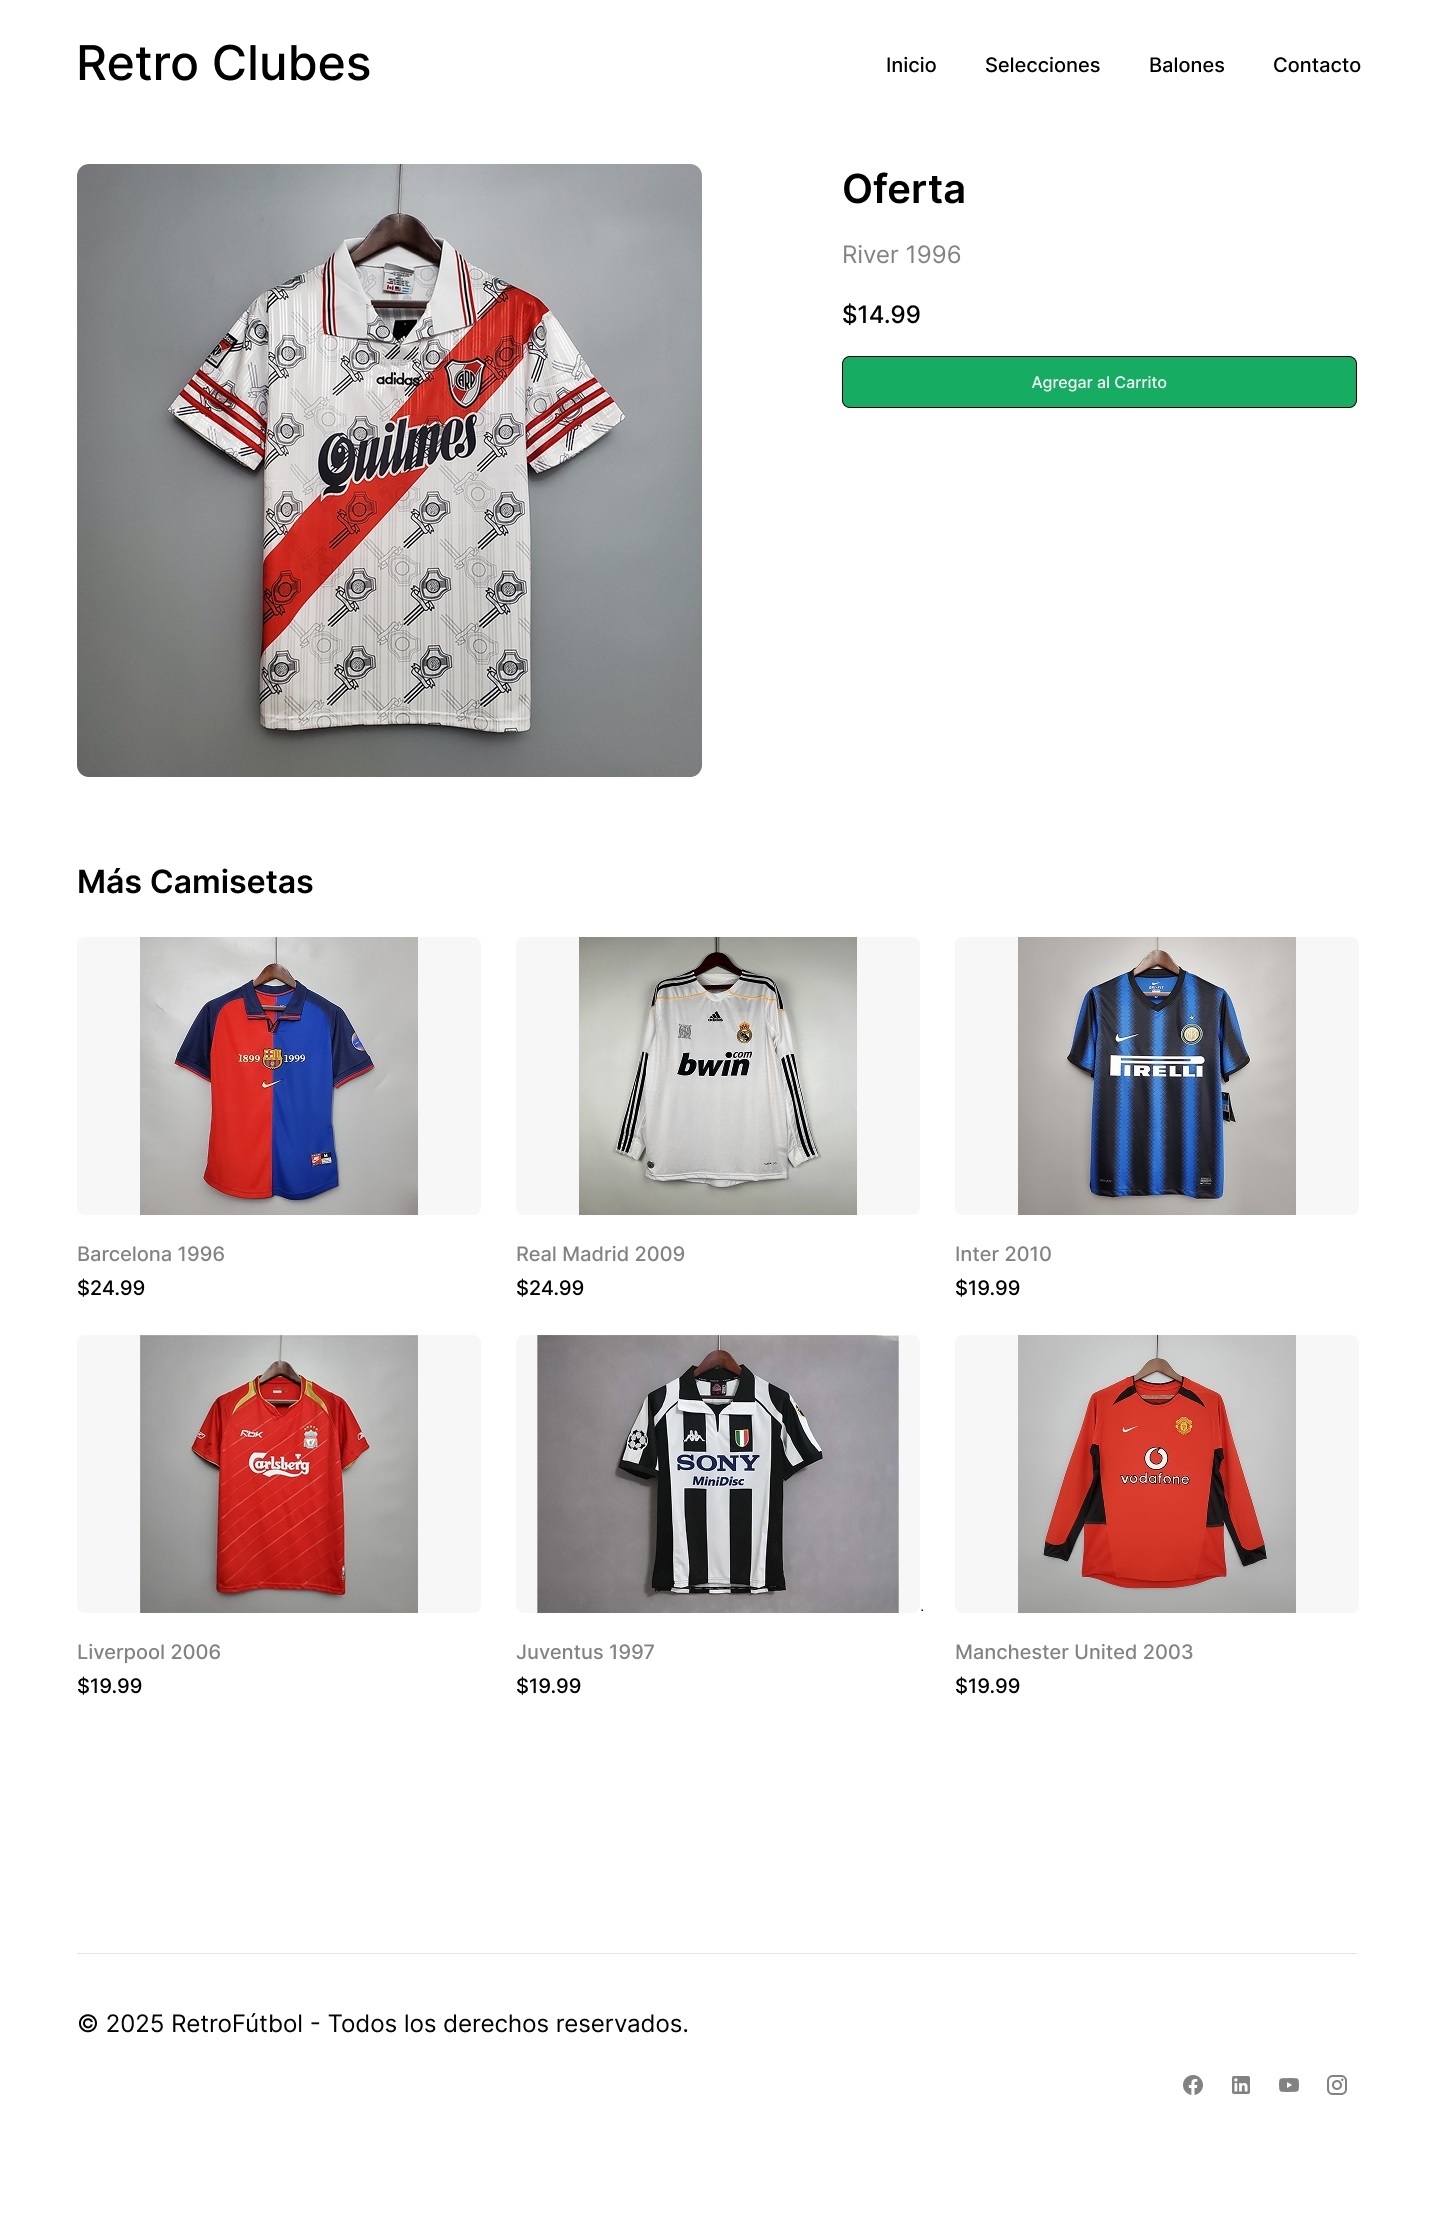 Retro Clubes
Inicio Selecciones Balones Contacto
Oferta
River 1996
$14.99
Agregar al Carrito
adidas
Quilmes
Más Camisetas
1899 1999
bwin.com
PIRELLI
Barcelona 1996
Real Madrid 2009
Inter 2010
$24.99
$24.99
$19.99
RBK
Carlsberg
SONY
MiniDisc
vodafone
Liverpool 2006
Juventus 1997
Manchester United 2003
$19.99
$19.99
$19.99
© 2025 RetroFútbol - Todos los derechos reservados.